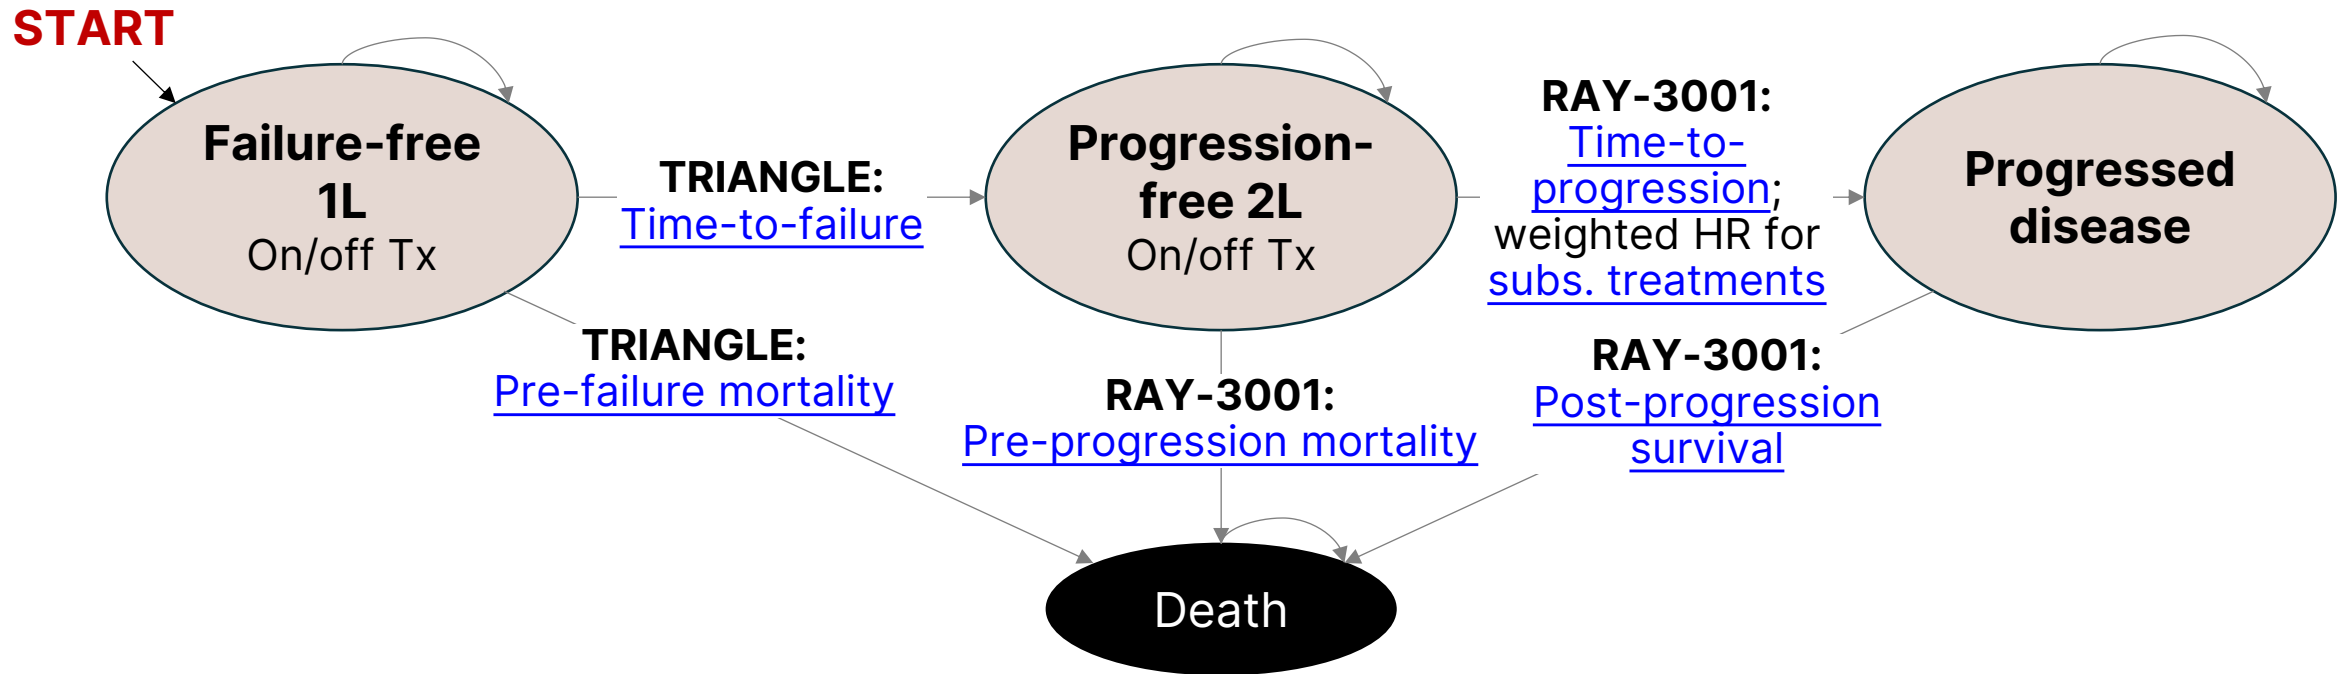 START
Failure-free
1L
On/off Tx
TRIANGLE:
Time-to-failure
Progression-
free 2L
On/off Tx
RAY-3001:
Time-to-
progression;
weighted HR for
subs. treatments
Progressed
disease
TRIANGLE:
Pre-failure mortality
RAY-3001:
Pre-progression mortality
RAY-3001:
Post-progression
survival
Death